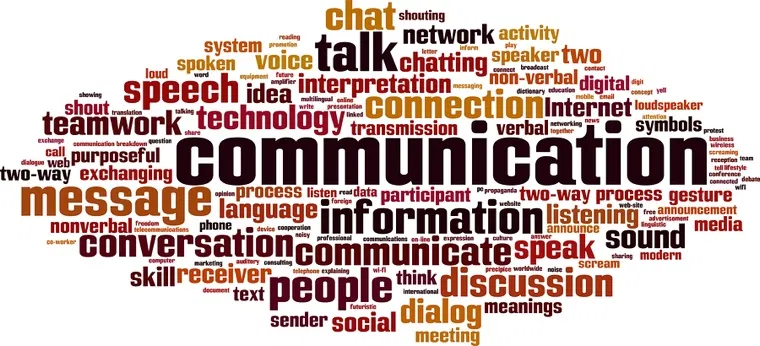 chat shouting
reading network activity
system promotion talk letter inform play
spoken voice chatting speaker two
word connect broadcast contact
loud equipment future interpretation non-verbal digital digit
speech idea amplifier messaging dictionary education mobile email concept yell
showing multilingual online connection Internet loudspeaker
shout translation talking technology write presentation linked attention
teamwork transmission verbal networking news symbols protest
exchange share together business
communication breakdown question communication wireless
call purposeful screaming
dialogue web reception team
two-way exchanging tell lifestyle
conference
connected debate
wifi
message opinion process listen read data participant pc propaganda two-way process gesture
language foreign website web-site free announcement
nonverbal freedom phone device cooperation information listening advertisement media
telecommunications announce linguistic
co-worker conversation noisy professional communications on-line expression culture answer sound
communicate speak sharing modern
computer marketing auditory consulting telephone explaining wi-fi precipice worldwide noise scream
skill receiver people think discussion
document text international meanings
futuristic dialog
sender social
meeting